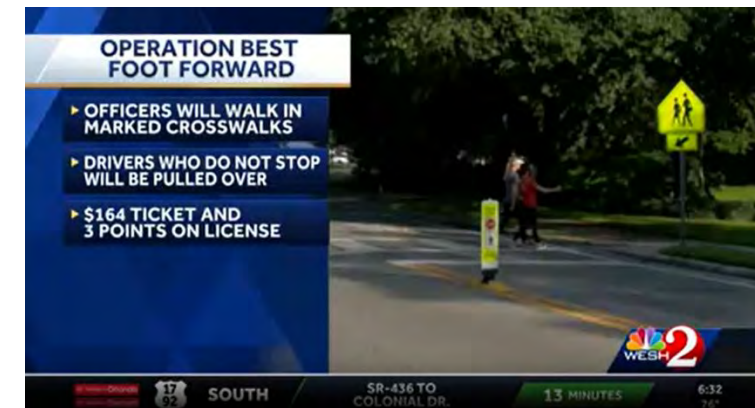 OPERATION BEST
FOOT FORWARD
OFFICERS WILL WALK IN
MARKED CROSSWALKS
DRIVERS WHO DO NOT STOP
WILL BE PULLED OVER
$164 TICKET AND
3 POINTS ON LICENSE
WESH 2
17
92
SOUTH
SR-436 TO
COLONIAL DR.
13 MINUTES
6:32